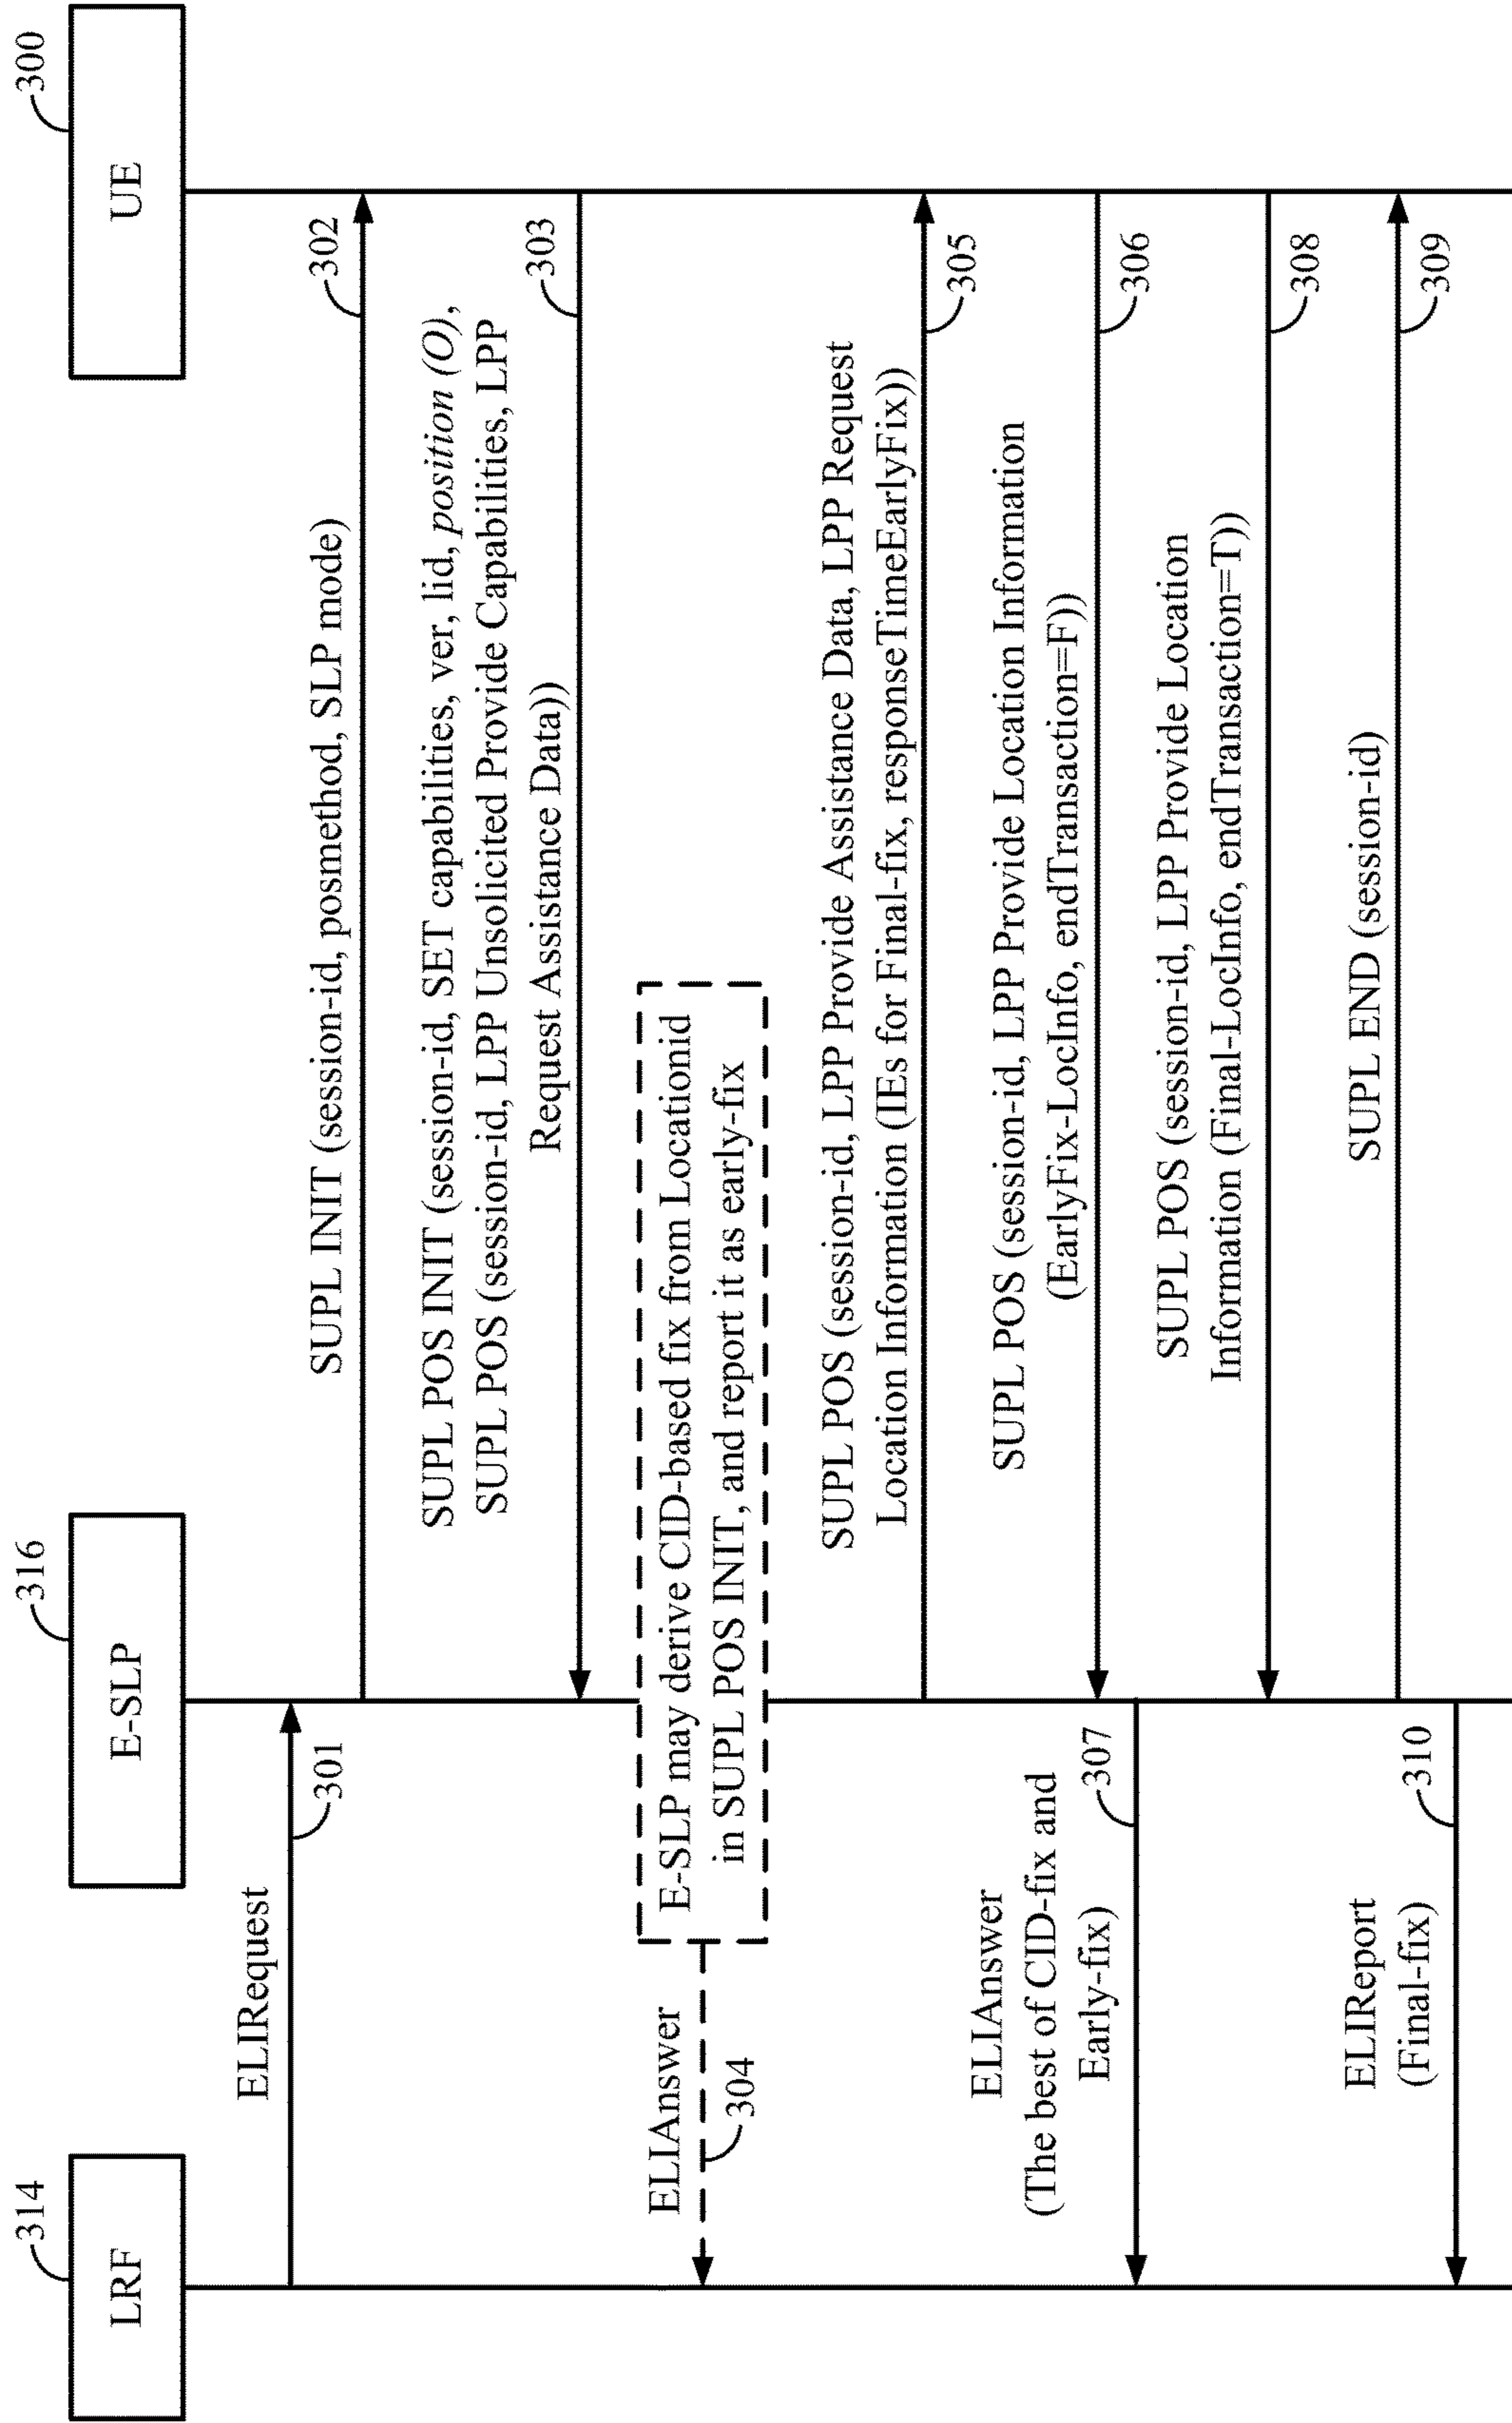 314
LRF
316
E-SLP
300
UE
ELIRequest
301
SUPL INIT (session-id, posmethod, SLP mode)
302
SUPL POS INIT (session-id, SET capabilities, ver, lid, position (O),
SUPL POS (session-id, LPP Unsolicited Provide Capabilities, LPP
Request Assistance Data))
303
E-SLP may derive CID-based fix from Locationid
in SUPL POS INIT, and report it as early-fix
ELIAnswer
304
SUPL POS (session-id, LPP Provide Assistance Data, LPP Request
Location Information (IEs for Final-fix, responseTimeEarlyFix))
305
SUPL POS (session-id, LPP Provide Location Information
(EarlyFix-LocInfo, endTransaction=F))
306
ELIAnswer
(The best of CID-fix and
Early-fix)
307
SUPL POS (session-id, LPP Provide Location
Information (Final-LocInfo, endTransaction=T))
308
SUPL END (session-id)
309
ELIReport
(Final-fix)
310